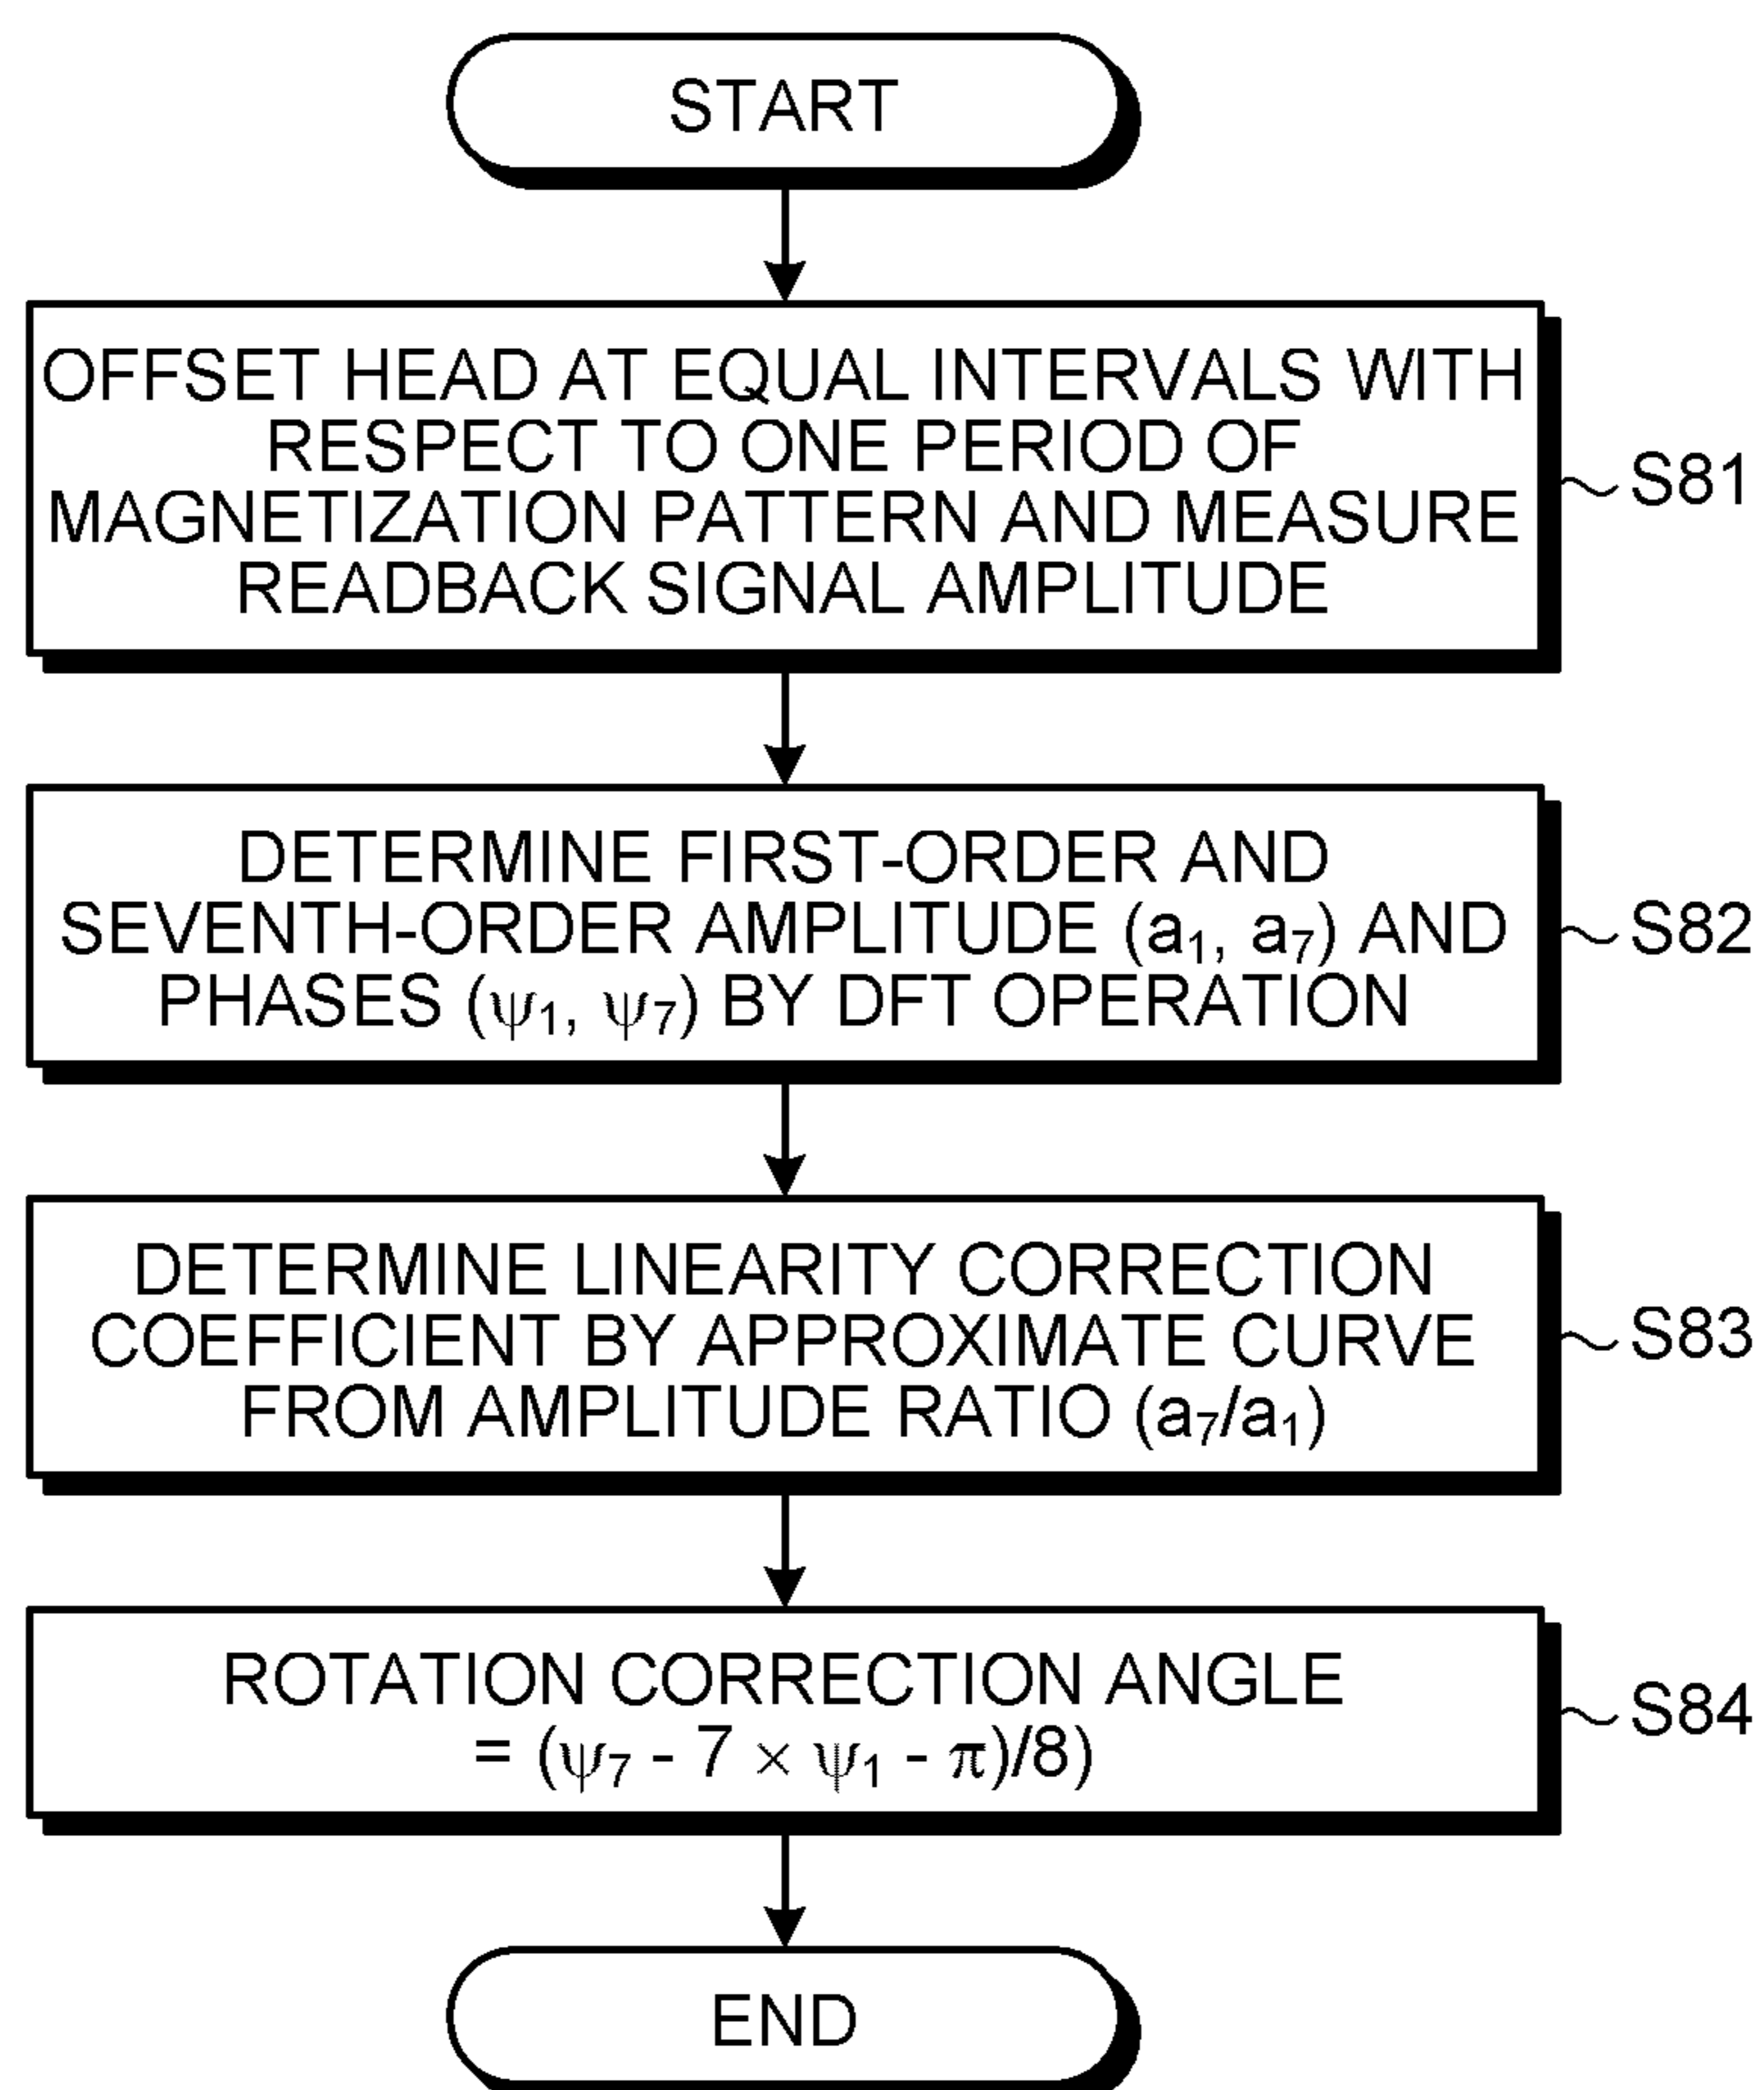 START
OFFSET HEAD AT EQUAL INTERVALS WITH
RESPECT TO ONE PERIOD OF
MAGNETIZATION PATTERN AND MEASURE
READBACK SIGNAL AMPLITUDE
S81
DETERMINE FIRST-ORDER AND
SEVENTH-ORDER AMPLITUDE (a₁, a₇) AND
PHASES (ψ₁, ψ₇) BY DFT OPERATION
S82
DETERMINE LINEARITY CORRECTION
COEFFICIENT BY APPROXIMATE CURVE
FROM AMPLITUDE RATIO (a₇/a₁)
S83
ROTATION CORRECTION ANGLE
= (ψ₇ - 7 × ψ₁ - π)/8)
S84
END